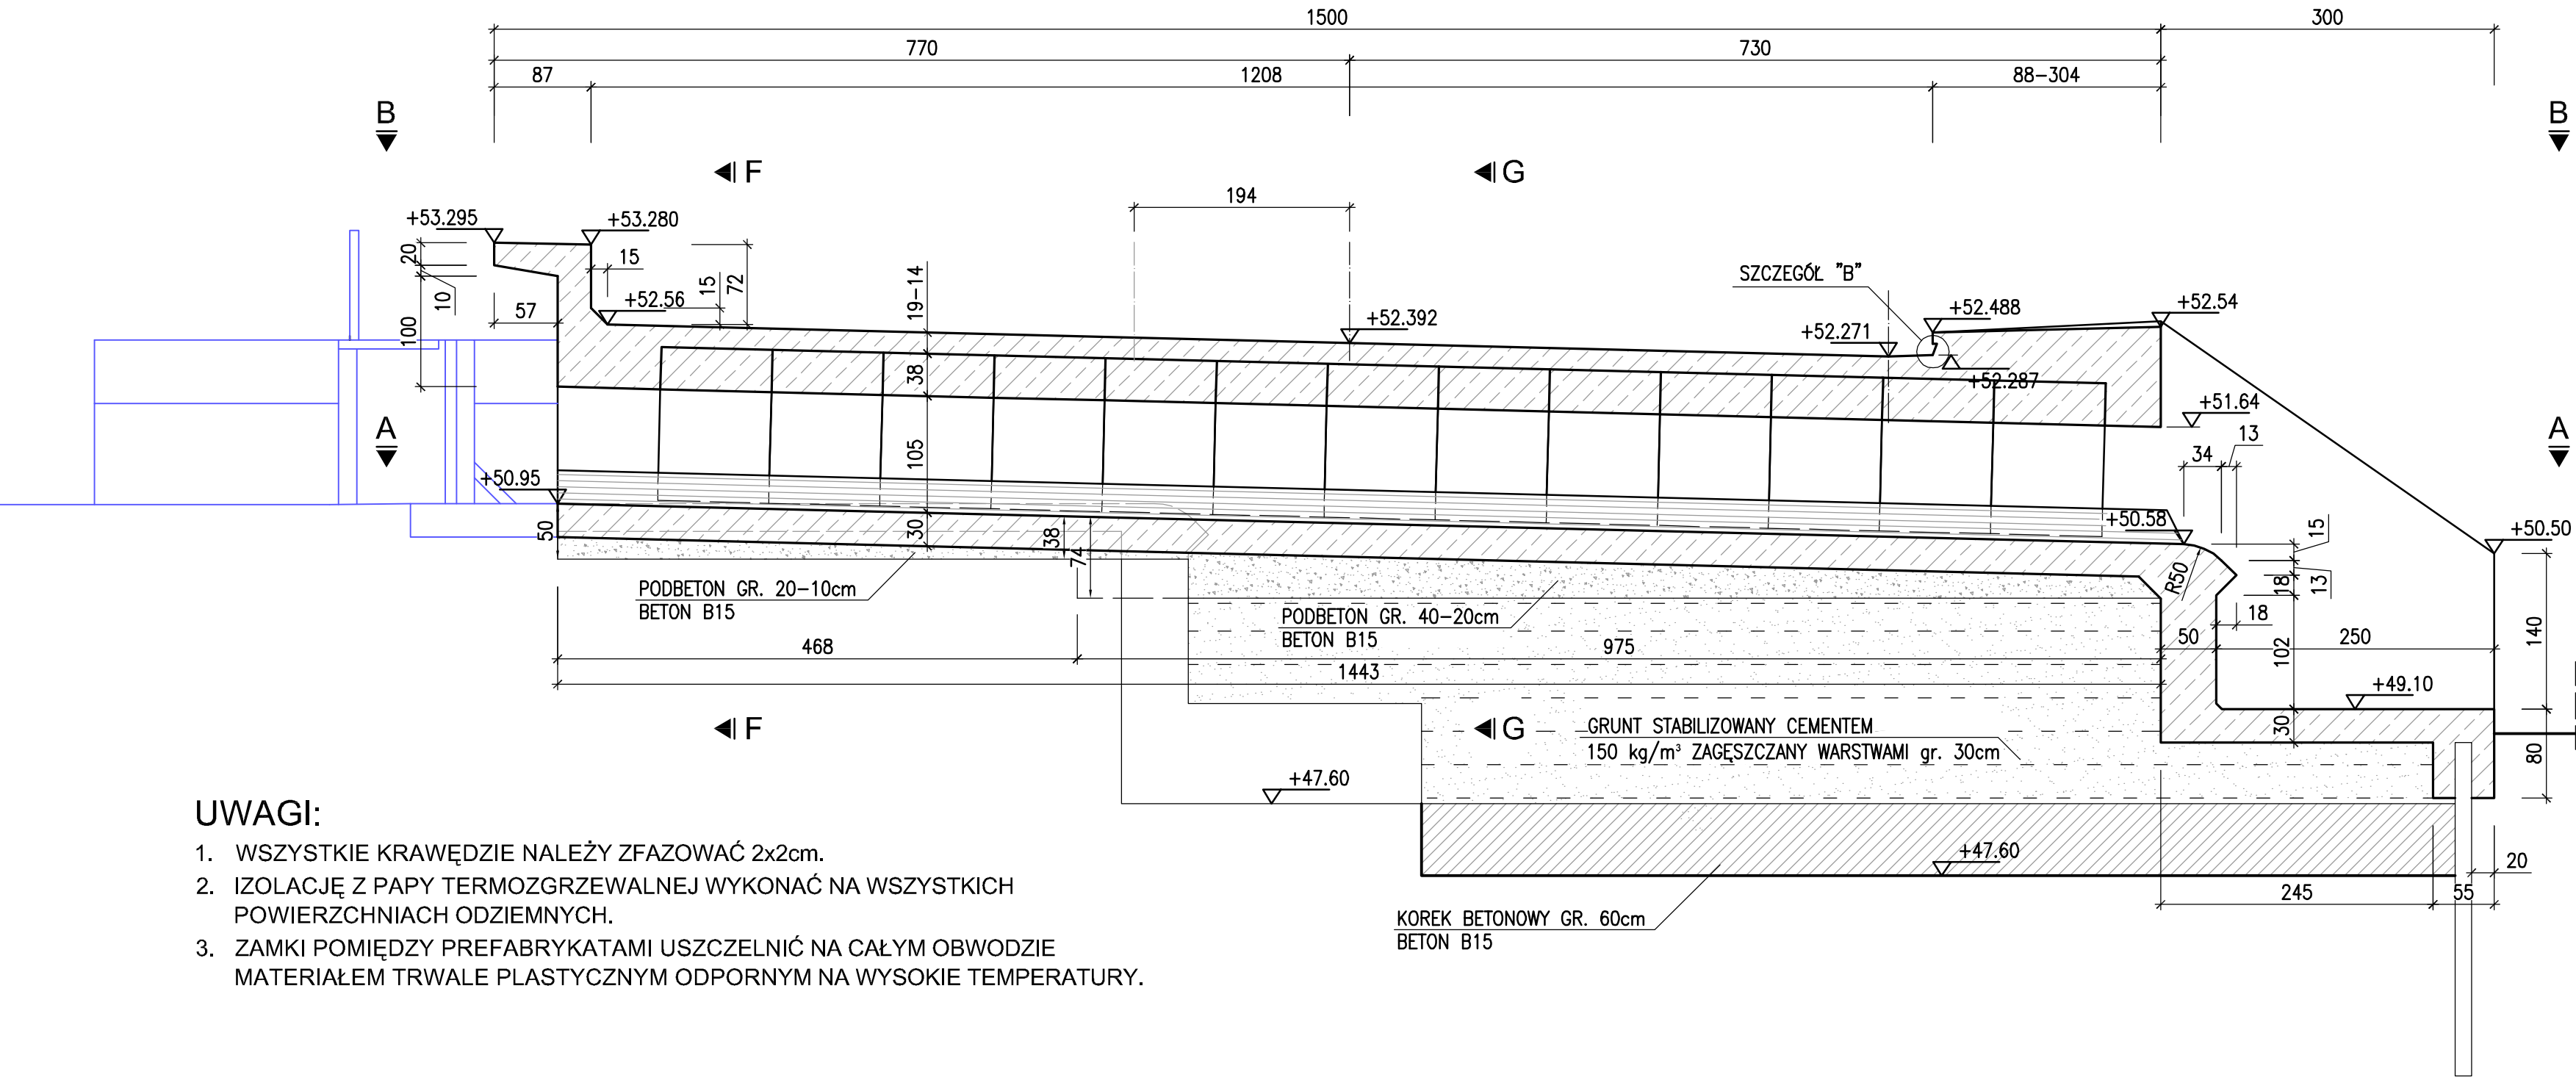 1500
300
770
730
87
1208
88-304
B
B
F
G
194
+53.295
+53.280
20
15
15
72
19-14
SZCZEGÓŁ "B"
+52.488
+52.54
10
57
+52.56
100
+52.392
+52.271
38
+52.287
+51.64
A
A
13
34
105
+50.95
+50.58
15
+50.50
50
30
38
74
R50
18
13
PODBETON GR. 20-10cm
BETON B15
PODBETON GR. 40-20cm
BETON B15
18
50
250
140
468
975
102
1443
+49.10
F
G
GRUNT STABILIZOWANY CEMENTEM
150 kg/m³ ZAGĘSZCZANY WARSTWAMI gr. 30cm
30
80
+47.60
+47.60
20
245
55
KOREK BETONOWY GR. 60cm
BETON B15
UWAGI:
1. WSZYSTKIE KRAWĘDZIE NALEŻY ZFAZOWAĆ 2x2cm.
2. IZOLACJĘ Z PAPY TERMOZGRZEWALNEJ WYKONAĆ NA WSZYSTKICH
POWIERZCHNIACH ODZIEMNYCH.
3. ZAMKI POMIĘDZY PREFABRYKATAMI USZCZELNIĆ NA CAŁYM OBWODZIE
MATERIAŁEM TRWALE PLASTYCZNYM ODPORNYM NA WYSOKIE TEMPERATURY.